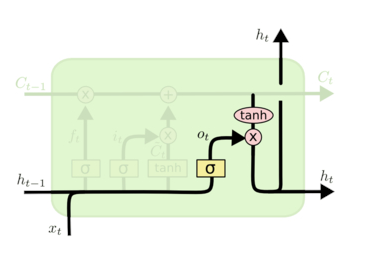 h_t
C_{t-1}
C_t
×
+
tanh
f_t
i_t
o_t
×
×
C̃_t
σ
σ
tanh
σ
h_{t-1}
h_t
x_t